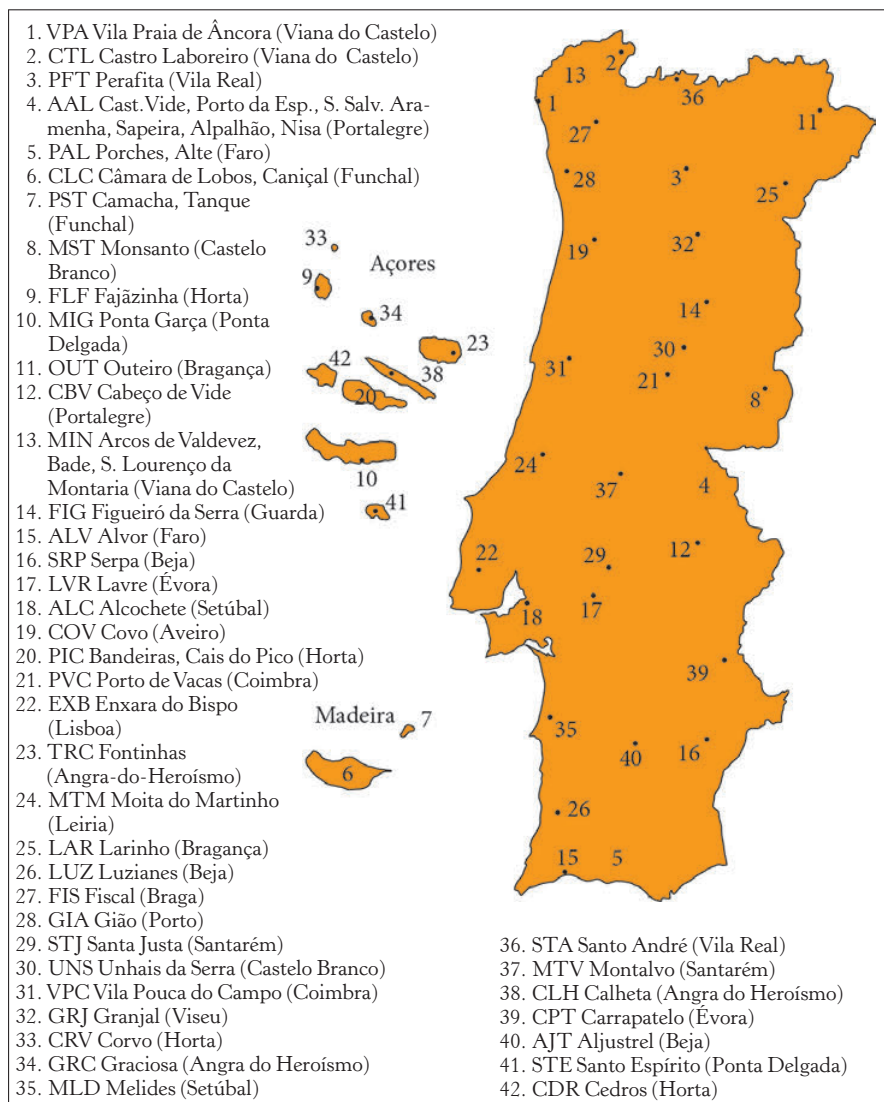 1. VPA Vila Praia de Âncora (Viana do Castelo)
2. CTL Castro Laboreiro (Viana do Castelo)
3. PFT Perafita (Vila Real)
4. AAL Cast.Vide, Porto da Esp., S. Salv. Ara-
menha, Sapeira, Alpalhão, Nisa (Portalegre)
5. PAL Porches, Alte (Faro)
6. CLC Câmara de Lobos, Caniçal (Funchal)
7. PST Camacha, Tanque
(Funchal)
8. MST Monsanto (Castelo
Branco)
9. FLF Fajãzinha (Horta)
10. MIG Ponta Garça (Ponta
Delgada)
11. OUT Outeiro (Bragança)
12. CBV Cabeço de Vide
(Portalegre)
13. MIN Arcos de Valdevez,
Bade, S. Lourenço da
Montaria (Viana do Castelo)
14. FIG Figueiró da Serra (Guarda)
15. ALV Alvor (Faro)
16. SRP Serpa (Beja)
17. LVR Lavre (Évora)
18. ALC Alcochete (Setúbal)
19. COV Covo (Aveiro)
20. PIC Bandeiras, Cais do Pico (Horta)
21. PVC Porto de Vacas (Coimbra)
22. EXB Enxara do Bispo
(Lisboa)
23. TRC Fontinhas
(Angra-do-Heroísmo)
24. MTM Moita do Martinho
(Leiria)
25. LAR Larinho (Bragança)
26. LUZ Luzianes (Beja)
27. FIS Fiscal (Braga)
28. GIA Gião (Porto)
29. STJ Santa Justa (Santarém)
30. UNS Unhais da Serra (Castelo Branco)
31. VPC Vila Pouca do Campo (Coimbra)
32. GRJ Granjal (Viseu)
33. CRV Corvo (Horta)
34. GRC Graciosa (Angra do Heroísmo)
35. MLD Melides (Setúbal)
36. STA Santo André (Vila Real)
37. MTV Montalvo (Santarém)
38. CLH Calheta (Angra do Heroísmo)
39. CPT Carrapatelo (Évora)
40. AJT Aljustrel (Beja)
41. STE Santo Espírito (Ponta Delgada)
42. CDR Cedros (Horta)
Açores
33
9
34
23
42
38
20
10
41
Madeira
7
6
2
13
36
1
11
27
28
3
25
19
32
14
30
31
21
8
24
37
4
12
22
29
18
17
39
35
40
16
26
15
5